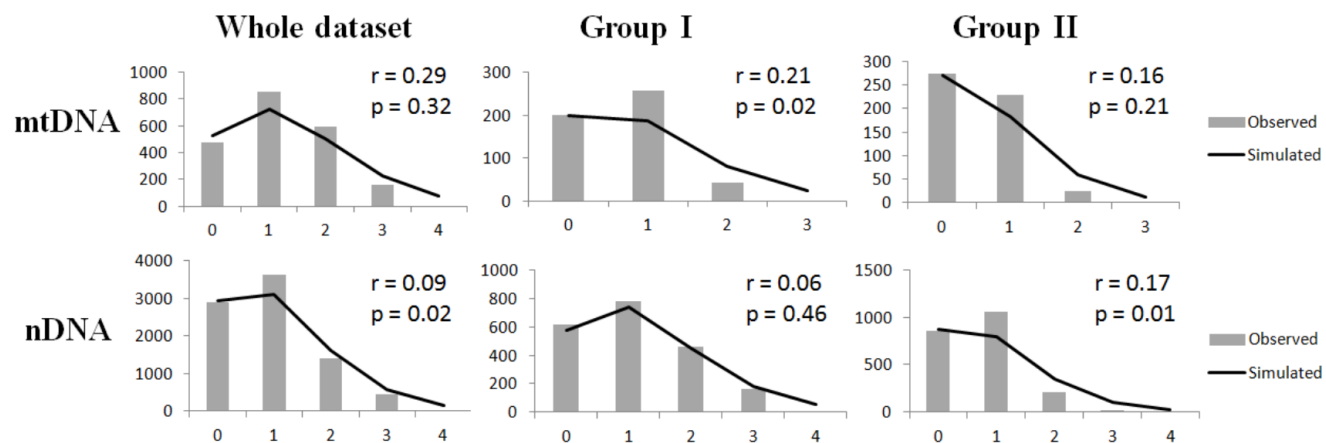 Whole dataset
Group I
Group II
mtDNA
1000
800
600
400
200
0
0 1 2 3 4
r = 0.29
p = 0.32
300
200
100
0
0 1 2 3
r = 0.21
p = 0.02
300
250
200
150
100
50
0
0 1 2 3
r = 0.16
p = 0.21
Observed
Simulated
nDNA
4000
3000
2000
1000
0
0 1 2 3 4
r = 0.09
p = 0.02
1000
800
600
400
200
0
0 1 2 3 4
r = 0.06
p = 0.46
1500
1000
500
0
0 1 2 3 4
r = 0.17
p = 0.01
Observed
Simulated